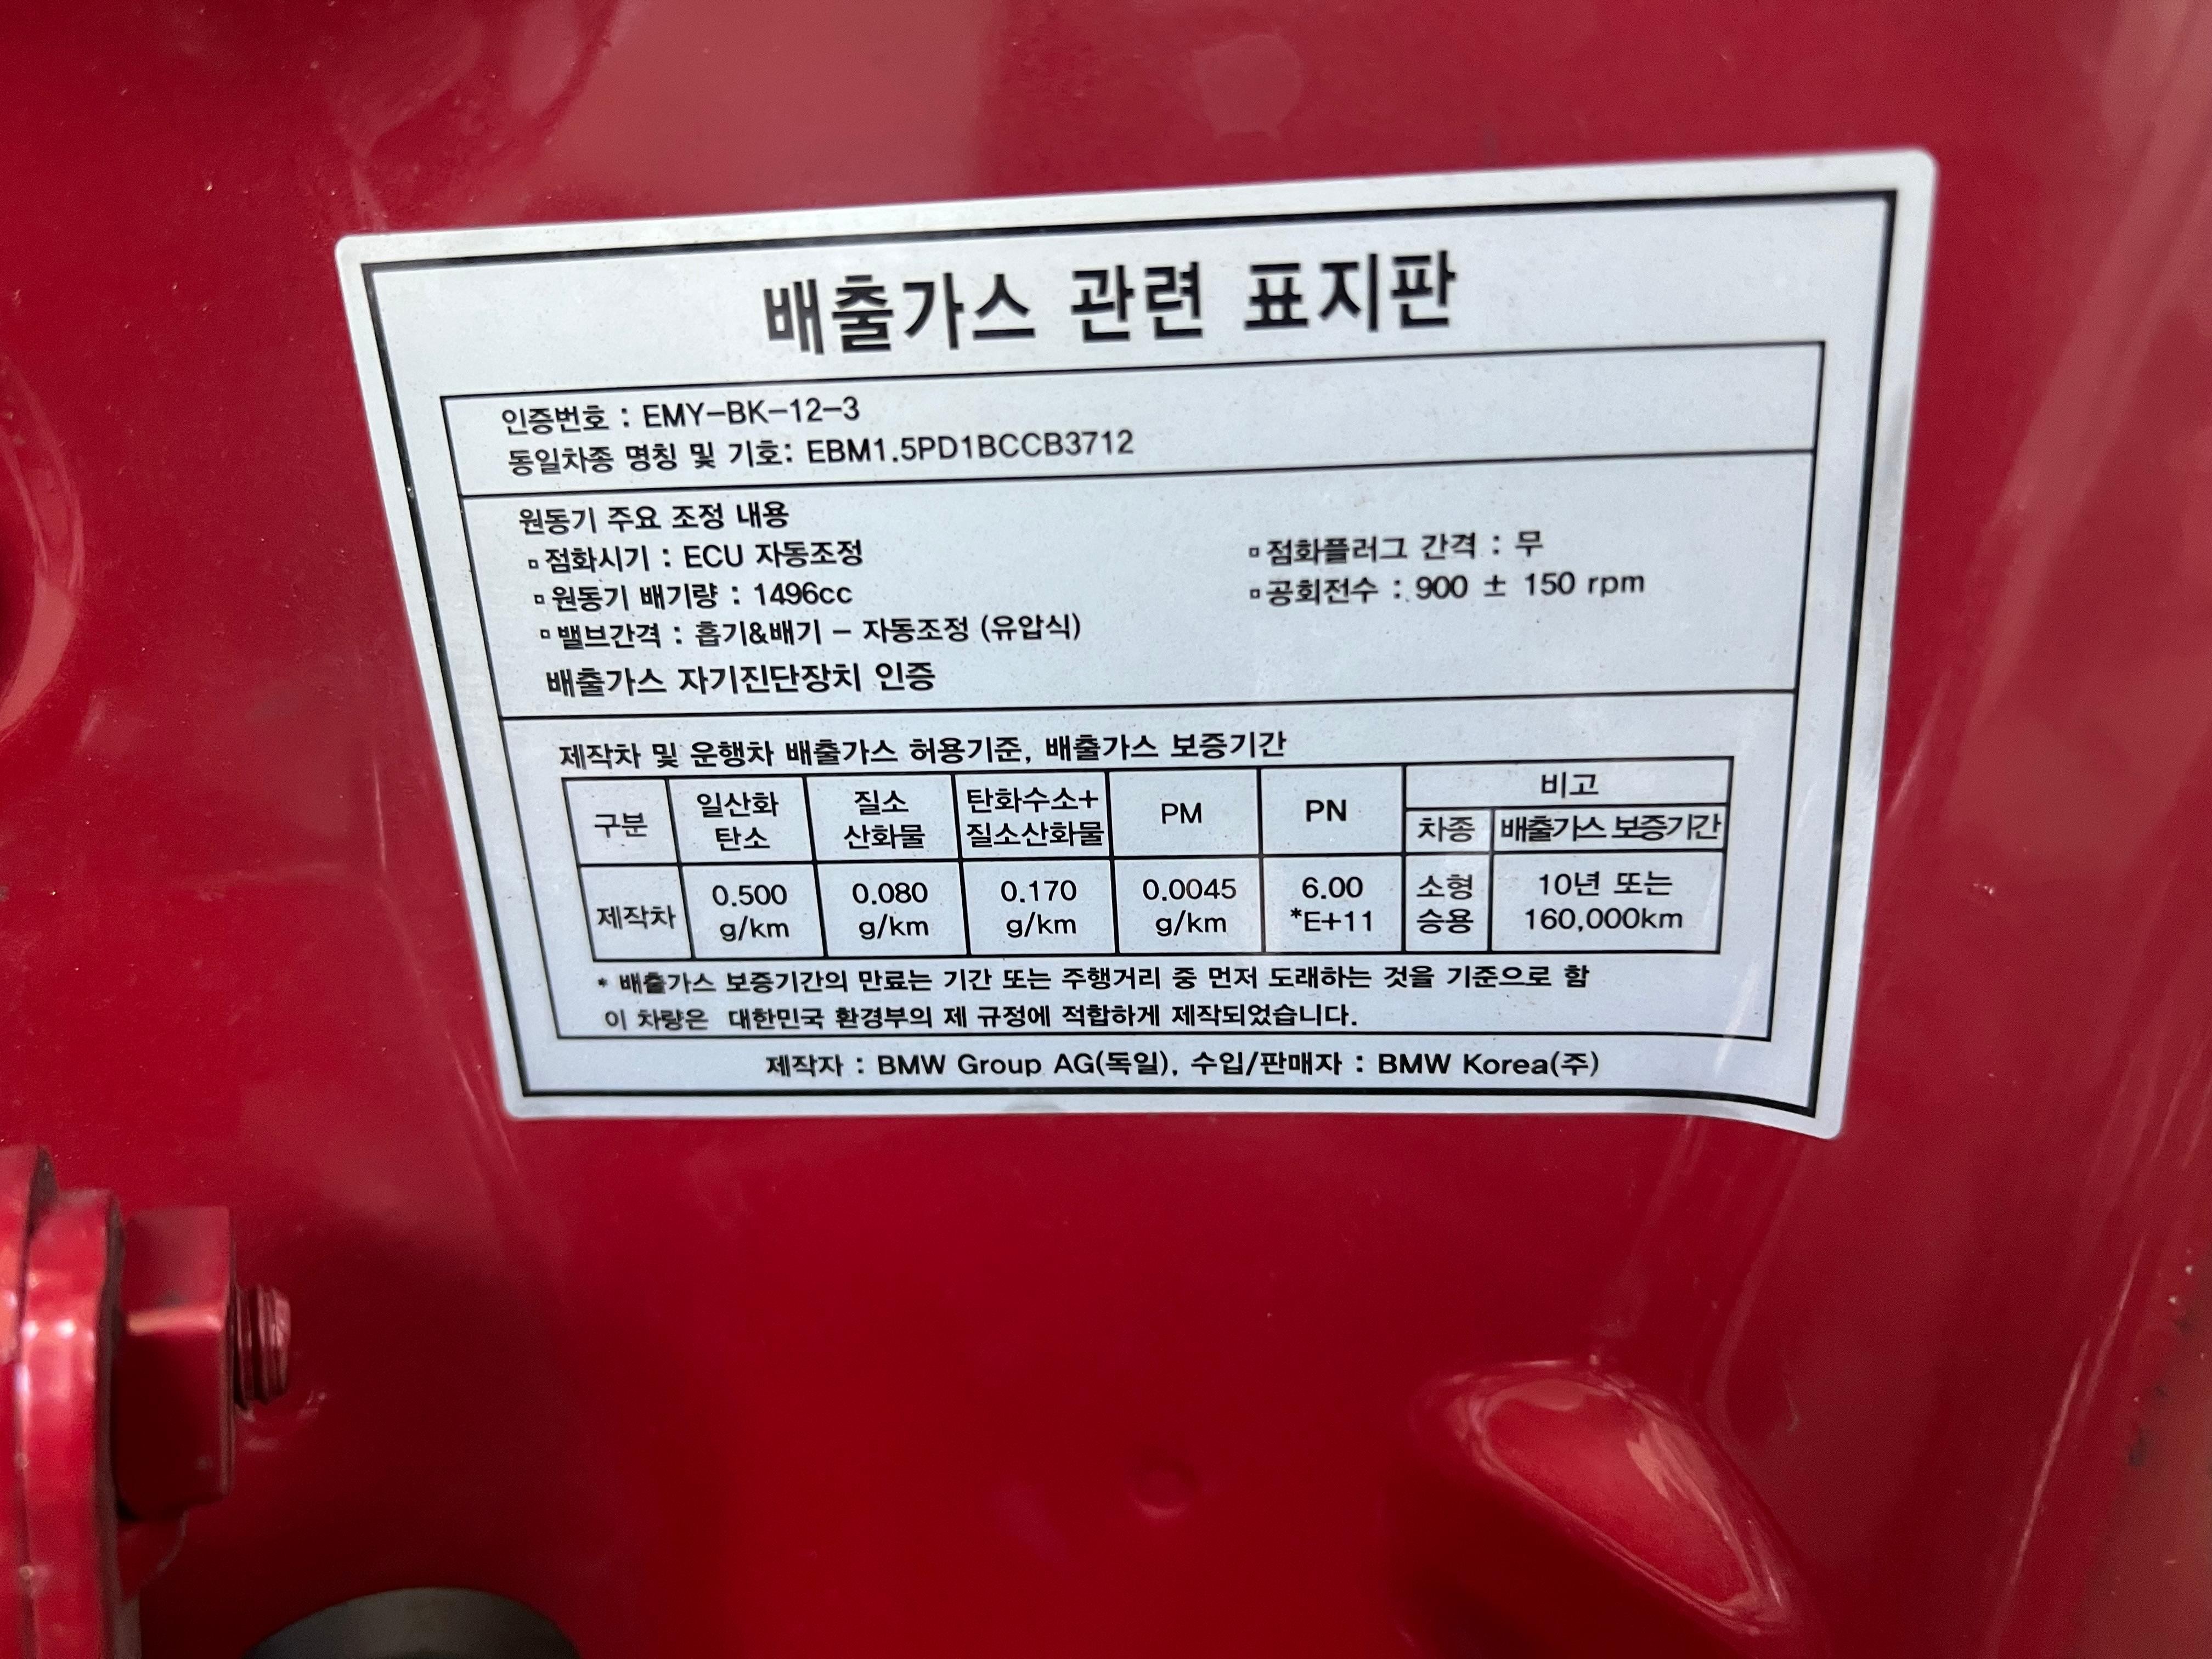 배출가스 관련 표지판
인증번호 : EMY-BK-12-3
동일차종 명칭 및 기호: EBM1.5PD1BCCB3712
원동기 주요 조정 내용
▫점화시기 : ECU 자동조정 ▫점화플러그 간격 : 무
▫원동기 배기량 : 1496cc ▫공회전수 : 900 ± 150 rpm
▫밸브간격 : 흡기&배기 - 자동조정 (유압식)
배출가스 자기진단장치 인증
제작차 및 운행차 배출가스 허용기준, 배출가스 보증기간
구분 일산화탄소 질소산화물 탄화수소+질소산화물 PM PN 비고
차종 배출가스 보증기간
제작차 0.500 g/km 0.080 g/km 0.170 g/km 0.0045 g/km 6.00 *E+11 소형승용 10년 또는 160,000km
* 배출가스 보증기간의 만료는 기간 또는 주행거리 중 먼저 도래하는 것을 기준으로 함
이 차량은 대한민국 환경부의 제 규정에 적합하게 제작되었습니다.
제작자 : BMW Group AG(독일), 수입/판매자 : BMW Korea(주)